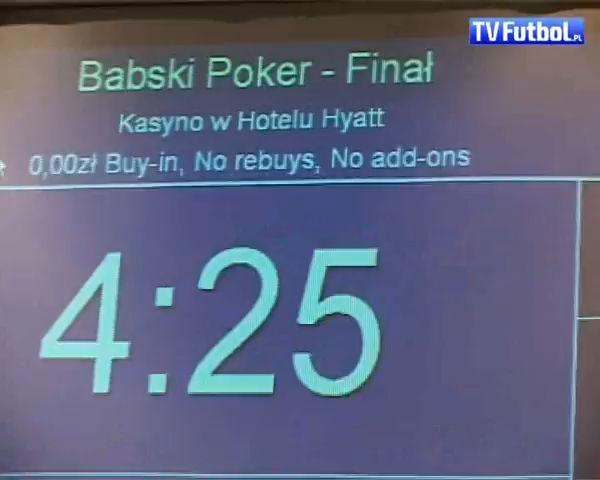 TVFutbol.PL
Babski Poker - Finał
Kasyno w Hotelu Hyatt
0,00zł Buy-in, No rebuys, No add-ons
4:25